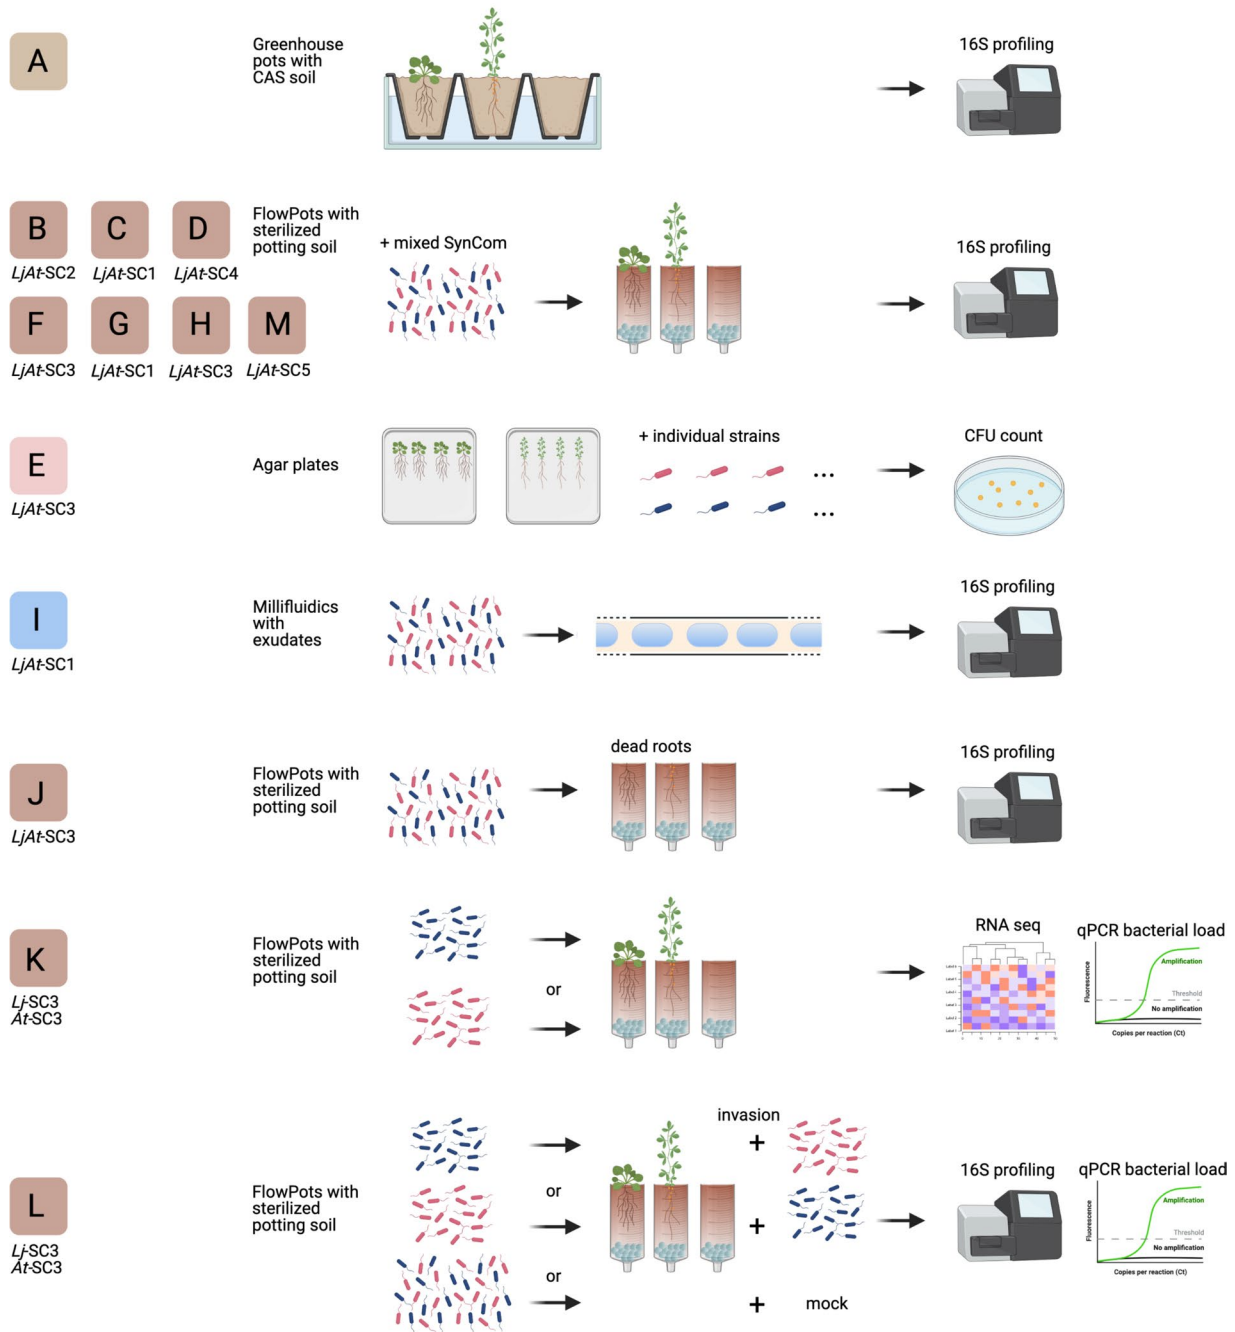 A
Greenhouse
pots with
CAS soil
16S profiling
B
C
D
LjAt-SC2
LjAt-SC1
LjAt-SC4
F
G
H
M
LjAt-SC3
LjAt-SC1
LjAt-SC3
LjAt-SC5
FlowPots with
sterilized
potting soil
+ mixed SynCom
16S profiling
E
LjAt-SC3
Agar plates
+ individual strains
...
...
CFU count
I
LjAt-SC1
Millifluidics
with
exudates
16S profiling
J
LjAt-SC3
FlowPots with
sterilized
potting soil
dead roots
16S profiling
K
Lj-SC3
At-SC3
FlowPots with
sterilized
potting soil
or
RNA seq
qPCR bacterial load
Fluorescence
Amplification
Threshold
No amplification
Copies per reaction (Ct)
L
Lj-SC3
At-SC3
FlowPots with
sterilized
potting soil
or
or
invasion
+
+
+ mock
16S profiling
qPCR bacterial load
Fluorescence
Amplification
Threshold
No amplification
Copies per reaction (Ct)